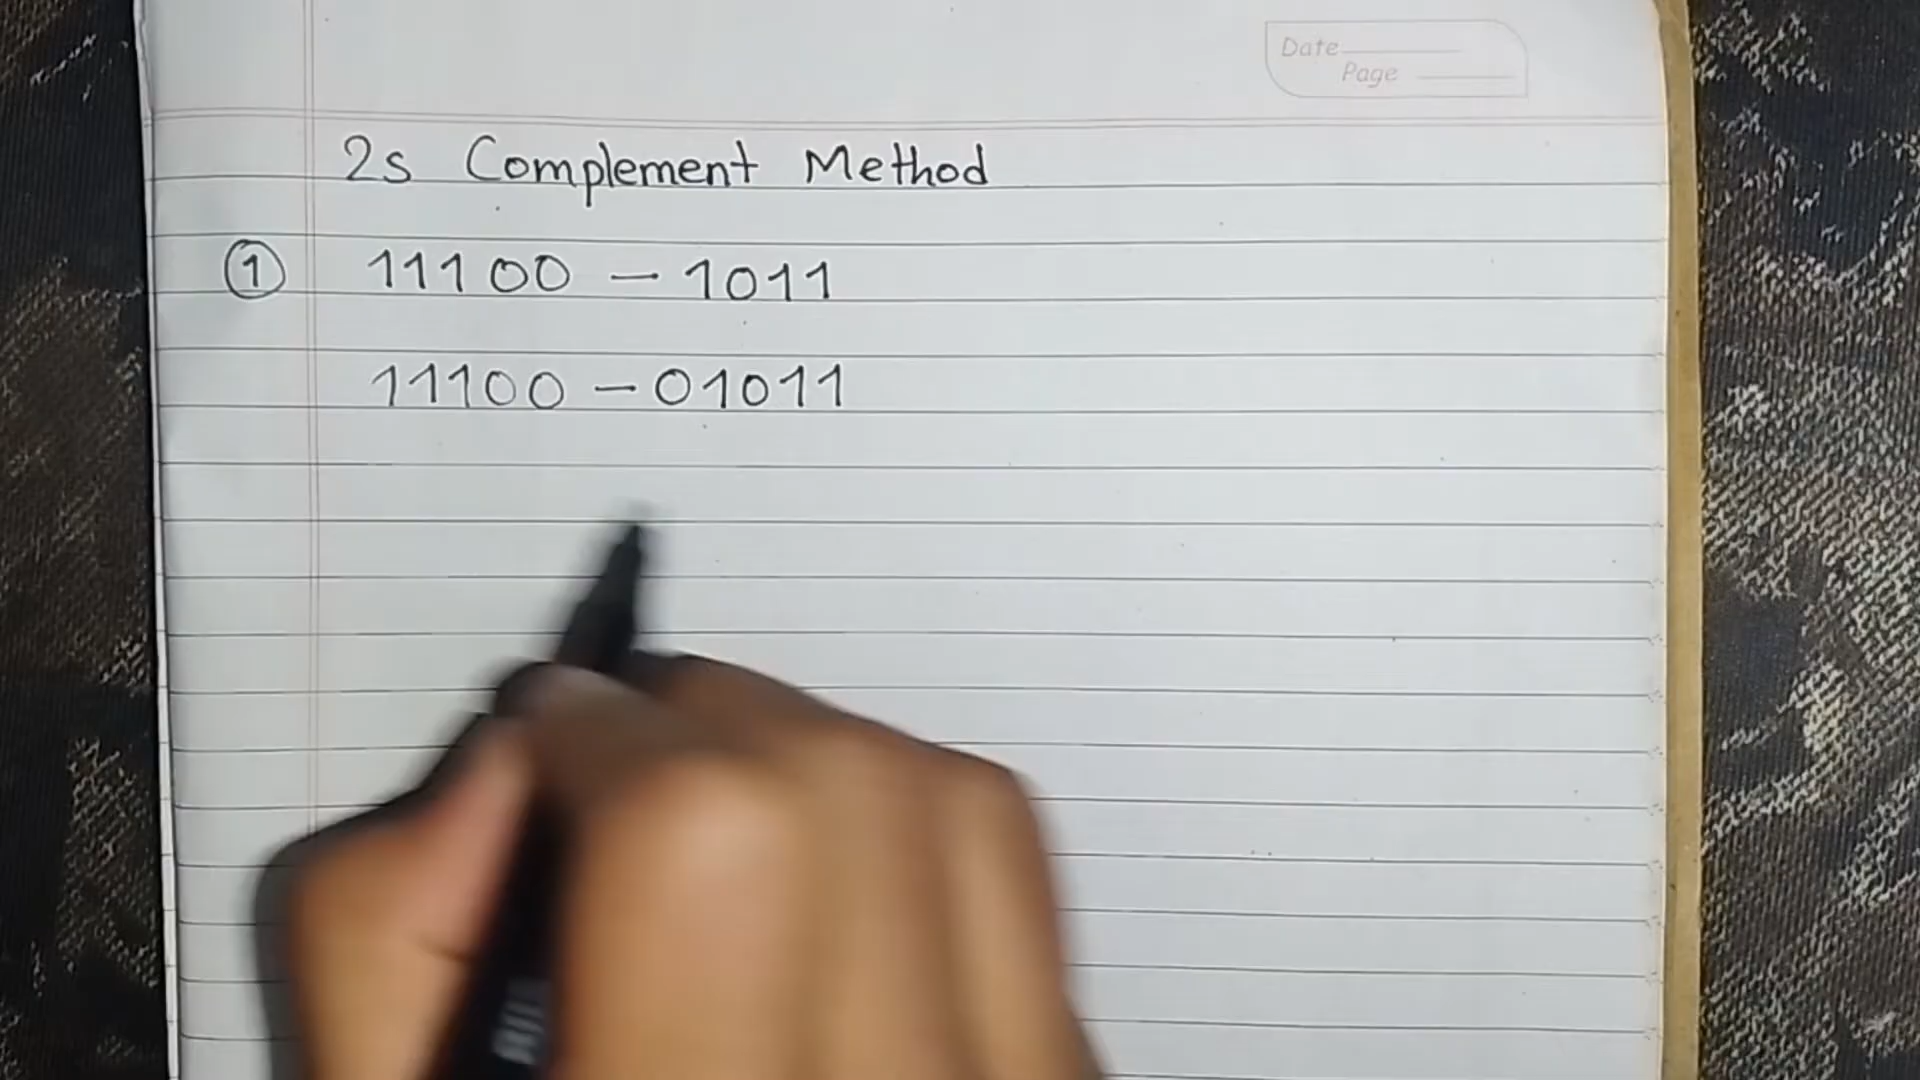 Date
Page
2s Complement Method
① 11100 - 1011
11100 - 01011